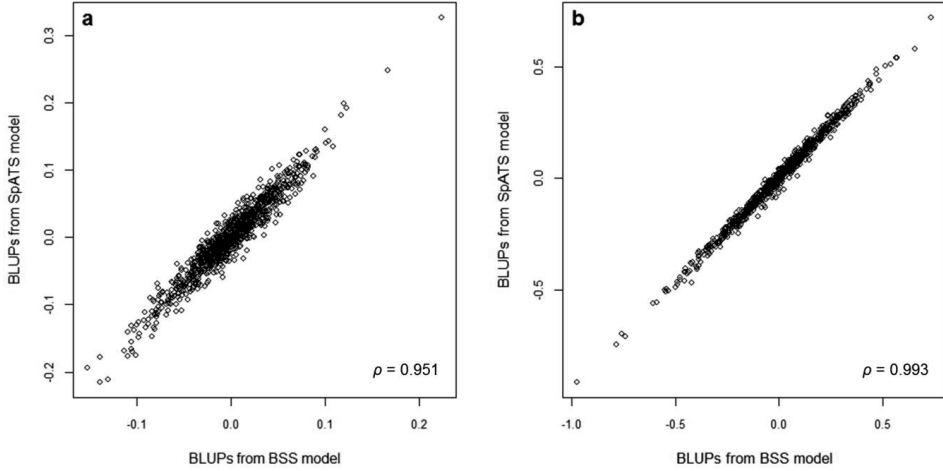 a
BLUPs from SpATS model
0.3
0.2
0.1
0.0
-0.1
-0.2
ρ = 0.951
-0.1 0.0 0.1 0.2
BLUPs from BSS model
b
BLUPs from SpATS model
0.5
0.0
-0.5
ρ = 0.993
-1.0 -0.5 0.0 0.5
BLUPs from BSS model